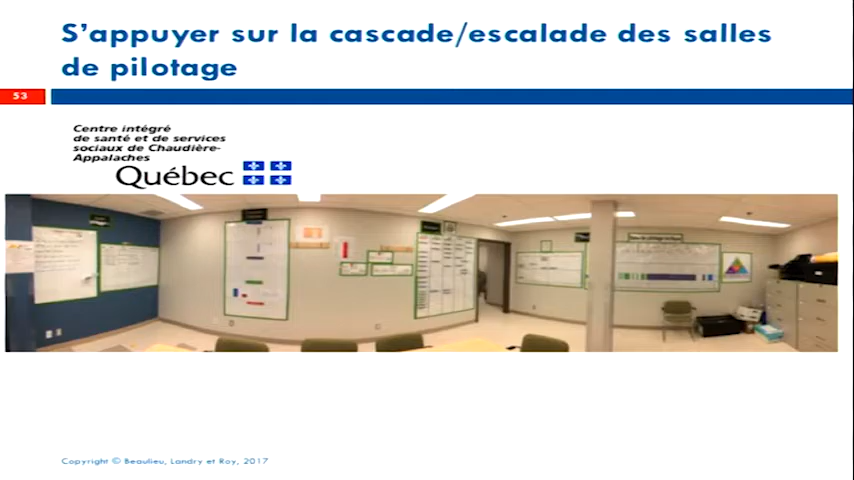 S'appuyer sur la cascade/escalade des salles
de pilotage
53
Centre intégré
de santé et de services
sociaux de Chaudière-
Appalaches
Québec
Copyright © Beaulieu, Landry et Roy, 2017